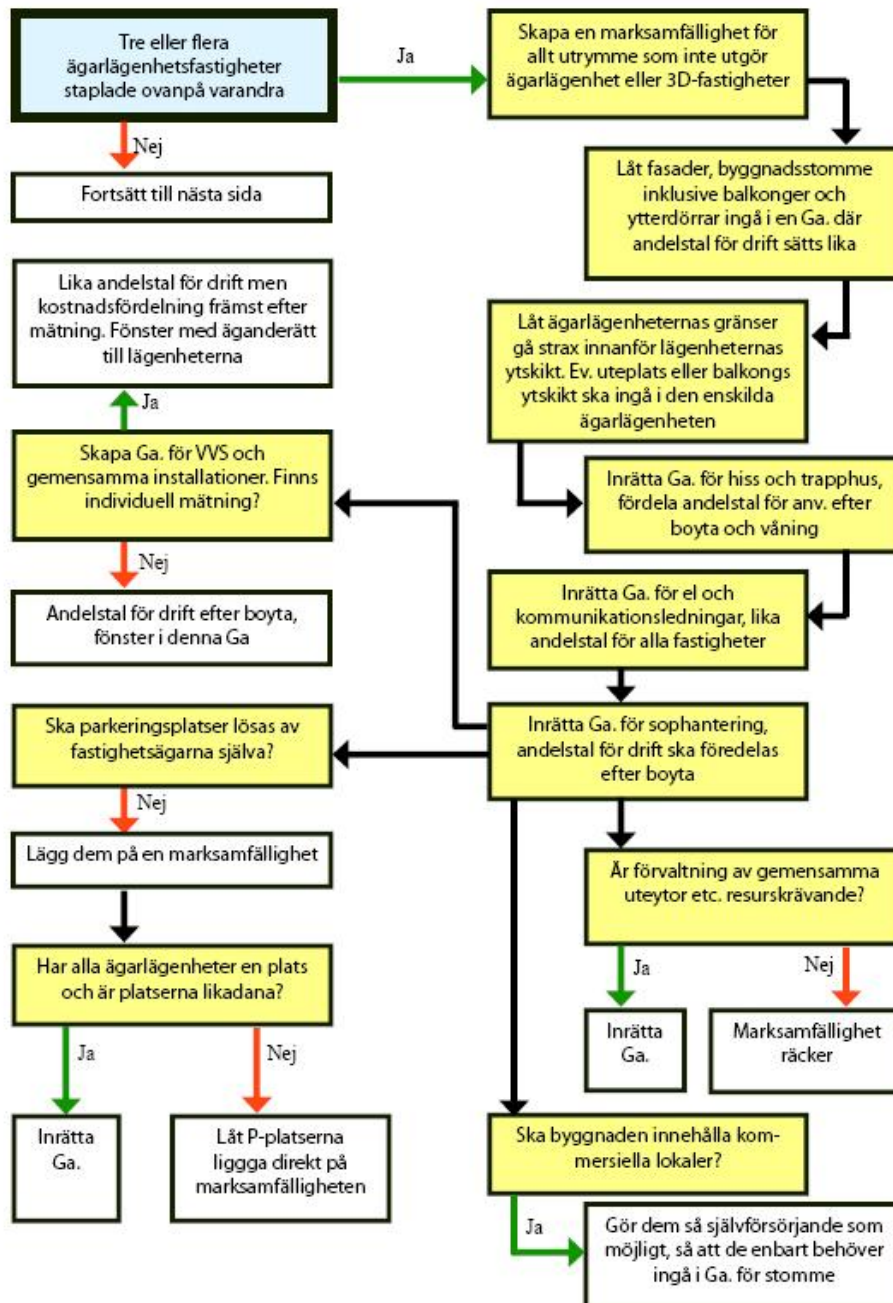 Tre eller flera
ägarlägenhetsfastigheter
staplade ovanpå varandra
Ja
Skapa en marksamfällighet för
allt utrymme som inte utgör
ägarlägenhet eller 3D-fastigheter
Nej
Fortsätt till nästa sida
Låt fasader, byggnadsstomme
inklusive balkonger och
ytterdörrar ingå i en Ga. där
andelstal för drift sätts lika
Lika andelstal för drift men
kostnadsfördelning främst efter
mätning. Fönster med äganderätt
till lägenheterna
Låt ägarlägenheternas gränser
gå strax innanför lägenheternas
ytskikt. Ev. uteplats eller balkongs
ytskikt ska ingå i den enskilda
ägarlägenheten
Ja
Skapa Ga. för VVS och
gemensamma installationer. Finns
individuell mätning?
Inrätta Ga. för hiss och trapphus,
fördela andelstal för anv. efter
boyta och våning
Nej
Andelstal för drift efter boyta,
fönster i denna Ga
Inrätta Ga. för el och
kommunikationsledningar, lika
andelstal för alla fastigheter
Ska parkeringsplatser lösas av
fastighetsägarna själva?
Inrätta Ga. för sophantering,
andelstal för drift ska föredelas
efter boyta
Nej
Lägg dem på en marksamfällighet
Är förvaltning av gemensamma
uteytor etc. resurskrävande?
Har alla ägarlägenheter en plats
och är platserna likadana?
Ja
Nej
Inrätta
Ga.
Marksamfällighet
räcker
Ja
Nej
Inrätta
Ga.
Låt P-platserna
liggga direkt på
marksamfälligheten
Ska byggnaden innehålla kom-
mersiella lokaler?
Ja
Gör dem så självförsörjande som
möjligt, så att de enbart behöver
ingå i Ga. för stomme